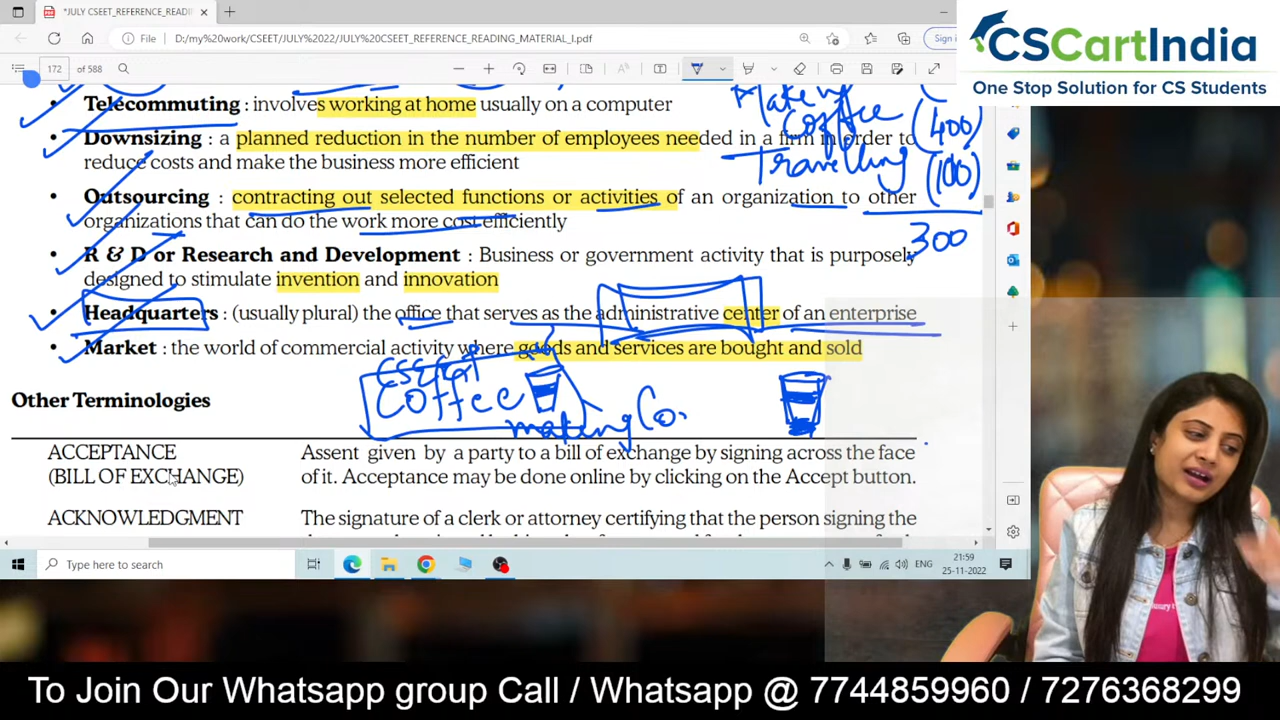 *JULY CSEET_REFERENCE_READING
File
D:/my%20work/CSEET/JULY%202022/JULY%20CSEET_REFERENCE_READING_MATERIAL_I.pdf
Sign i
172 of 588
CSCartIndia
One Stop Solution for CS Students
• Telecommuting : involves working at home usually on a computer
Making
Coffee (400)
Travelling (100)
300
• Downsizing : a planned reduction in the number of employees needed in a firm in order to
reduce costs and make the business more efficient
• Outsourcing : contracting out selected functions or activities of an organization to other
organizations that can do the work more cost efficiently
• R & D or Research and Development : Business or government activity that is purposely
designed to stimulate invention and innovation
• Headquarters : (usually plural) the office that serves as the administrative center of an enterprise
• Market : the world of commercial activity where goods and services are bought and sold
Coffee
making Co.
Other Terminologies
ACCEPTANCE
(BILL OF EXCHANGE)
Assent given by a party to a bill of exchange by signing across the face
of it. Acceptance may be done online by clicking on the Accept button.
ACKNOWLEDGMENT
The signature of a clerk or attorney certifying that the person signing the
Type here to search
ENG
21:59
25-11-2022
To Join Our Whatsapp group Call / Whatsapp @ 7744859960 / 7276368299